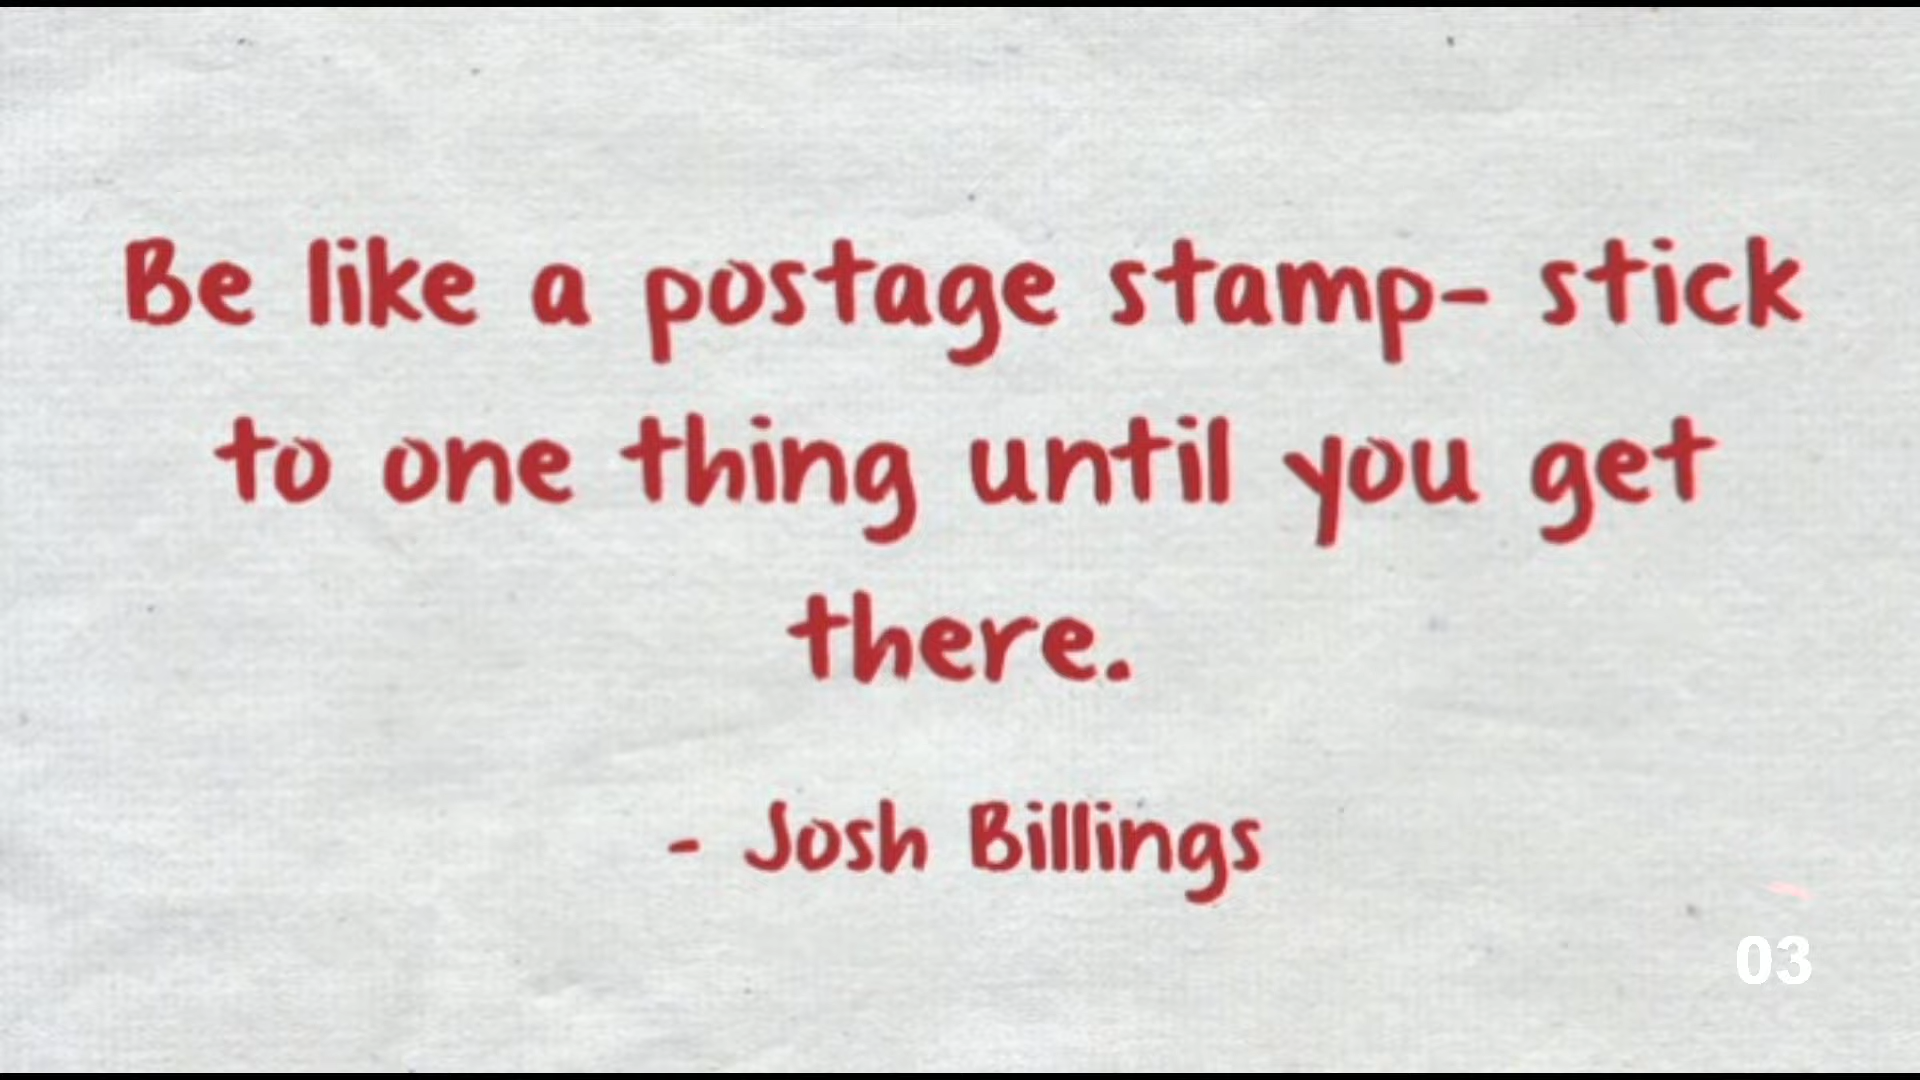 Be like a postage stamp- stick
to one thing until you get
there.
- Josh Billings
03